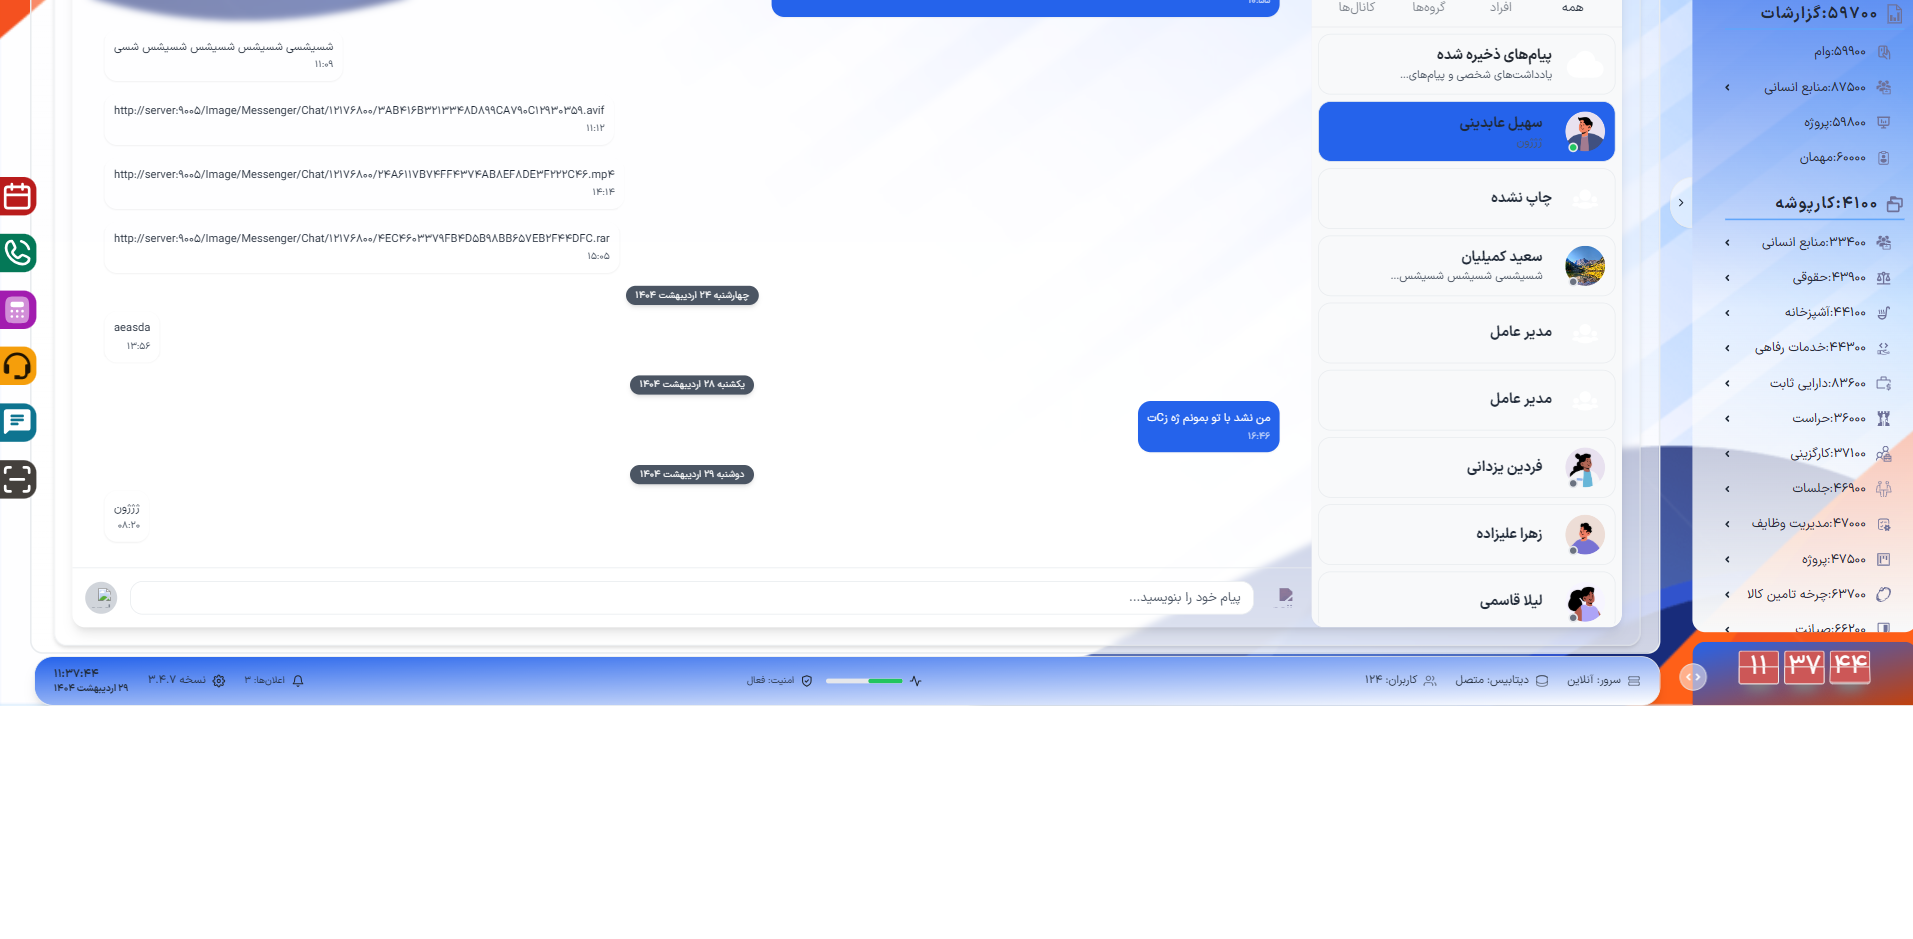 ۵۹۷۰۰:گزارشات
۵۹۹۰۰:وام
۸۷۵۰۰:منابع انسانی
۵۹۸۰۰:پروژه
۶۰۰۰۰:مهمان
۴۱۰۰:کارپوشه
۳۳۴۰۰:منابع انسانی
۴۳۹۰۰:حقوقی
۴۴۱۰۰:آشپزخانه
۴۴۳۰۰:خدمات رفاهی
۸۳۶۰۰:دارایی ثابت
۳۶۰۰۰:حراست
۳۷۱۰۰:کارگزینی
۴۶۹۰۰:جلسات
۴۷۰۰۰:مدیریت وظایف
۴۷۵۰۰:پروژه
۶۳۷۰۰:چرخه تامین کالا
۶۶۲۰۰:صیانت
۱۱ ۳۷ ۴۴
همه افراد گروه‌ها کانال‌ها
پیام‌های ذخیره شده
یادداشت‌های شخصی و پیام‌های...
سهیل عابدینی
ژژژون
چاپ نشده
سعید کمیلیان
شسیشسی شسیشس شسیشس...
مدیر عامل
مدیر عامل
فردین یزدانی
زهرا علیزاده
لیلا قاسمی
۱۰:۵۵
شسیشسی شسیشس شسیشس شسیشس شسی
۱۱:۰۹
http://server:۹۰۰۵/Image/Messenger/Chat/۱۲۱۷۶۸۰۰/۳AB۴۱۶B۳۲۱۳۳۴۸D۸۹۹CA۷۹۰C۱۲۹۳۰۳۵۹.avif
۱۱:۱۲
http://server:۹۰۰۵/Image/Messenger/Chat/۱۲۱۷۶۸۰۰/۲۴A۶۱۱۷B۷۴FF۴۳۷۴AB۸EF۸DE۳F۲۲۲C۴۶.mp۴
۱۴:۱۴
http://server:۹۰۰۵/Image/Messenger/Chat/۱۲۱۷۶۸۰۰/۴EC۴۶۰۳۳۷۹FB۴D۵B۹۸BB۶۵۷EB۲F۴۴DFC.rar
۱۵:۰۵
چهارشنبه ۲۴ اردیبهشت ۱۴۰۴
aeasda
۱۳:۵۶
یکشنبه ۲۸ اردیبهشت ۱۴۰۴
من نشد با تو بمونم ژه زCت
۱۶:۴۶
دوشنبه ۲۹ اردیبهشت ۱۴۰۴
ژژژون
۰۸:۲۰
پیام خود را بنویسید...
سرور: آنلاین دیتابیس: متصل کاربران: ۱۲۴
امنیت: فعال
اعلان‌ها: ۳ نسخه ۳.۴.۷
۱۱:۳۷:۴۴
۲۹ اردیبهشت ۱۴۰۴